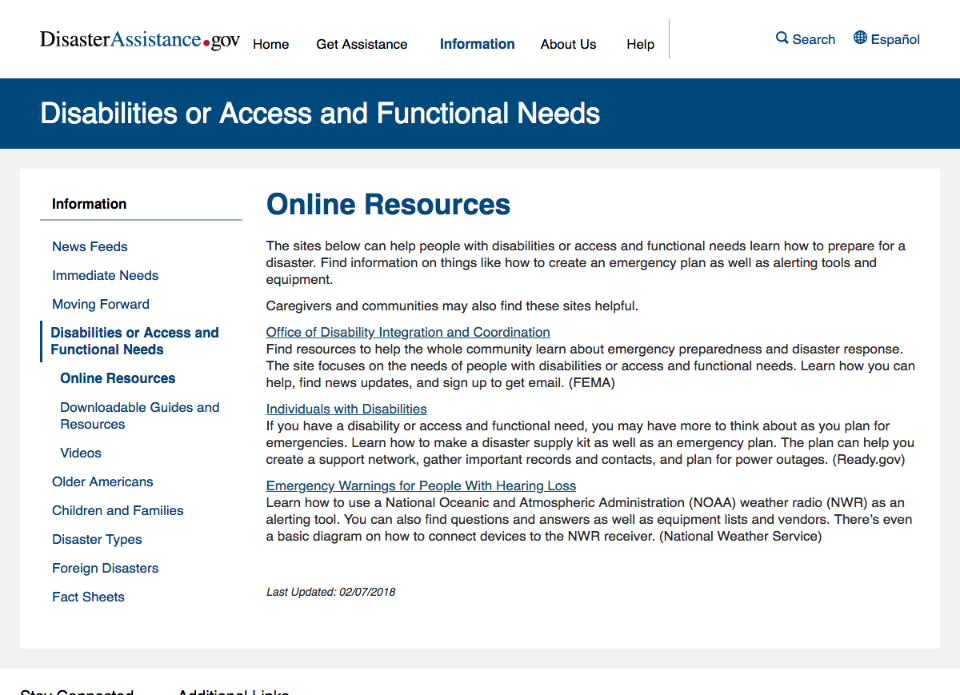 DisasterAssistance.gov Home Get Assistance Information About Us Help Search Español
Disabilities or Access and Functional Needs
Information
News Feeds
Immediate Needs
Moving Forward
Disabilities or Access and
Functional Needs
Online Resources
Downloadable Guides and
Resources
Videos
Older Americans
Children and Families
Disaster Types
Foreign Disasters
Fact Sheets
Online Resources
The sites below can help people with disabilities or access and functional needs learn how to prepare for a
disaster. Find information on things like how to create an emergency plan as well as alerting tools and
equipment.
Caregivers and communities may also find these sites helpful.
Office of Disability Integration and Coordination
Find resources to help the whole community learn about emergency preparedness and disaster response.
The site focuses on the needs of people with disabilities or access and functional needs. Learn how you can
help, find news updates, and sign up to get email. (FEMA)
Individuals with Disabilities
If you have a disability or access and functional need, you may have more to think about as you plan for
emergencies. Learn how to make a disaster supply kit as well as an emergency plan. The plan can help you
create a support network, gather important records and contacts, and plan for power outages. (Ready.gov)
Emergency Warnings for People With Hearing Loss
Learn how to use a National Oceanic and Atmospheric Administration (NOAA) weather radio (NWR) as an
alerting tool. You can also find questions and answers as well as equipment lists and vendors. There's even
a basic diagram on how to connect devices to the NWR receiver. (National Weather Service)
Last Updated: 02/07/2018
Stay Connected Additional Links